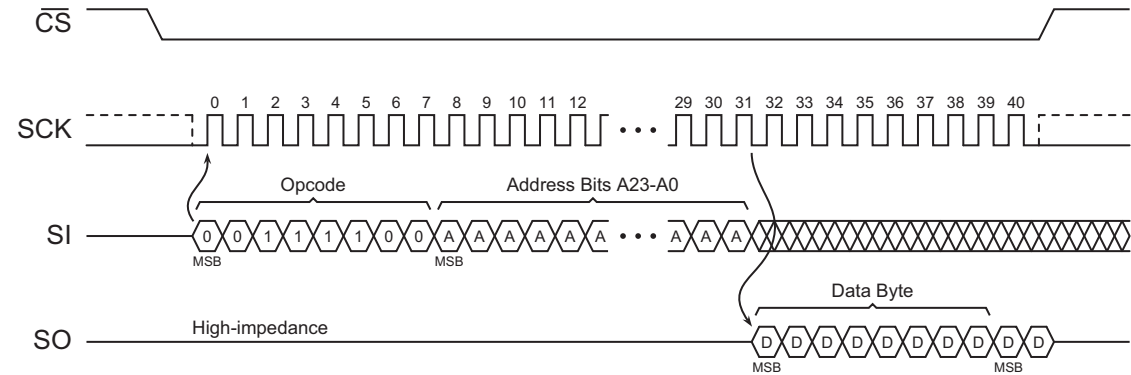 CS
0 1 2 3 4 5 6 7 8 9 10 11 12 29 30 31 32 33 34 35 36 37 38 39 40
SCK • • •
Opcode Address Bits A23-A0
SI 0 0 1 1 1 1 0 0 A A A A A A • • • A A A
MSB MSB
Data Byte
High-impedance
SO D D D D D D D D D D
MSB MSB